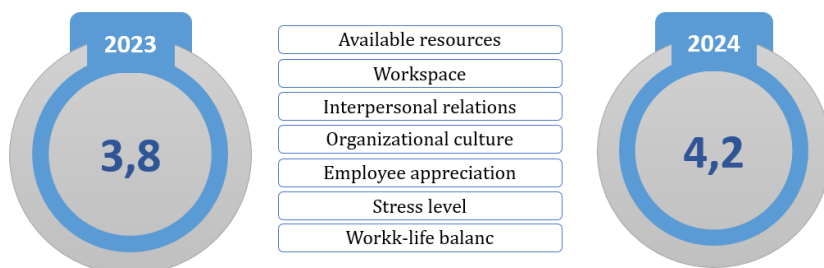 2023
3,8
Available resources
Workspace
Interpersonal relations
Organizational culture
Employee appreciation
Stress level
Workk-life balanc
2024
4,2